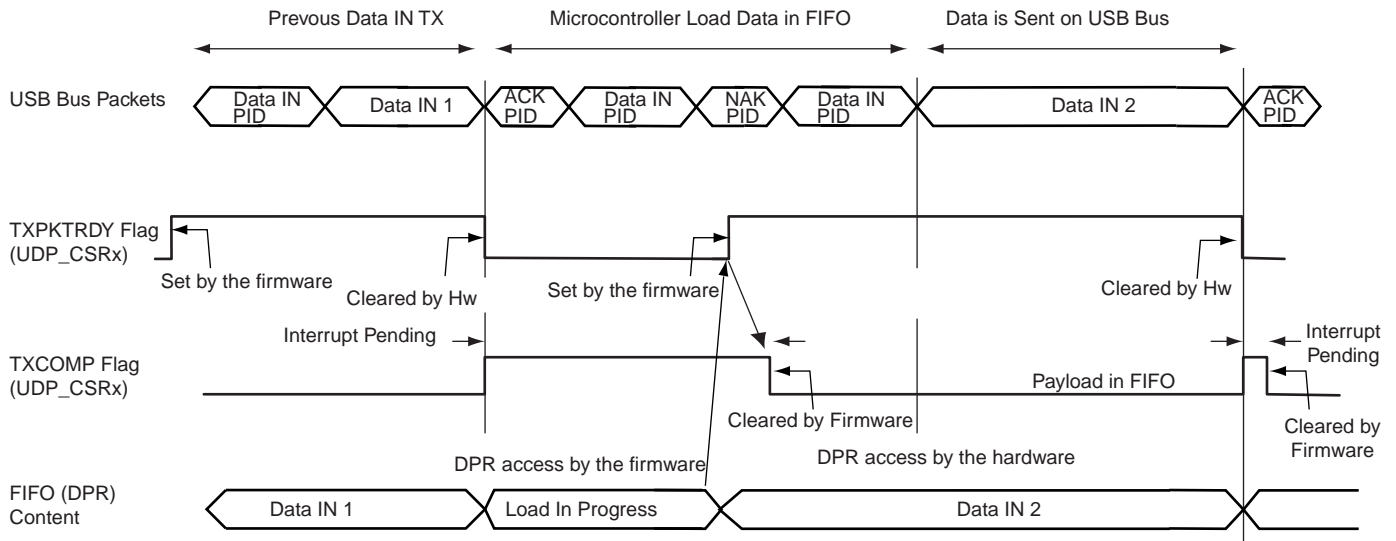 Prevous Data IN TX
Microcontroller Load Data in FIFO
Data is Sent on USB Bus
USB Bus Packets
Data IN
PID
Data IN 1
ACK
PID
Data IN
PID
NAK
PID
Data IN
PID
Data IN 2
ACK
PID
TXPKTRDY Flag
(UDP_CSRx)
Set by the firmware
Cleared by Hw
Set by the firmware
Cleared by Hw
Interrupt Pending
Interrupt
Pending
TXCOMP Flag
(UDP_CSRx)
Payload in FIFO
Cleared by Firmware
Cleared by
Firmware
DPR access by the firmware
DPR access by the hardware
FIFO (DPR)
Content
Data IN 1
Load In Progress
Data IN 2